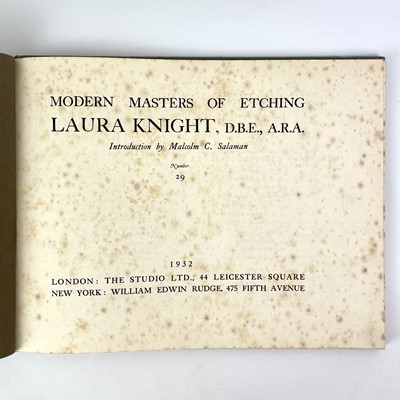 MODERN MASTERS OF ETCHING
LAURA KNIGHT, D.B.E., A.R.A.
Introduction by Malcolm C. Salaman
Number
29
1932
LONDON: THE STUDIO LTD., 44 LEICESTER SQUARE
NEW YORK: WILLIAM EDWIN RUDGE, 475 FIFTH AVENUE